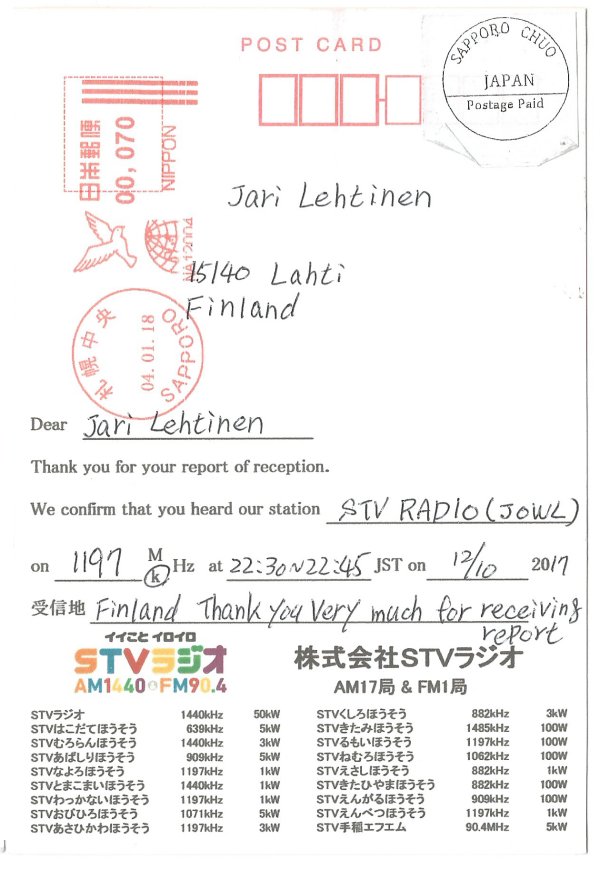 POST CARD
SAPPORO CHUO
JAPAN
Postage Paid
日本郵便
00,070
NIPPON
NA12004
札幌中央
04.01.18
SAPPORO
Jari Lehtinen
15140 Lahti
Finland
Dear Jari Lehtinen
Thank you for your report of reception.
We confirm that you heard our station STV RADIO (JOWL)
on 1197 M k Hz at 22:30~22:45 JST on 12/10 2017
受信地 Finland Thank you Very much for receiving
report
イイこと イロイロ
STVラジオ
AM1440 FM90.4
株式会社STVラジオ
AM17局 & FM1局
STVラジオ 1440kHz 50kW
STVはこだてほうそう 639kHz 5kW
STVむろらんほうそう 1440kHz 3kW
STVあばしりほうそう 909kHz 5kW
STVなよろほうそう 1197kHz 1kW
STVとまこまいほうそう 1440kHz 1kW
STVわっかないほうそう 1197kHz 1kW
STVおびひろほうそう 1071kHz 5kW
STVあさひかわほうそう 1197kHz 3kW
STVくしろほうそう 882kHz 3kW
STVきたみほうそう 1485kHz 100W
STVるもいほうそう 1197kHz 100W
STVねむろほうそう 1062kHz 100W
STVえさしほうそう 882kHz 1kW
STVきたひやまほうそう 882kHz 100W
STVえんがるほうそう 909kHz 100W
STVえんべつほうそう 1197kHz 1kW
STV手稲エフエム 90.4MHz 5kW